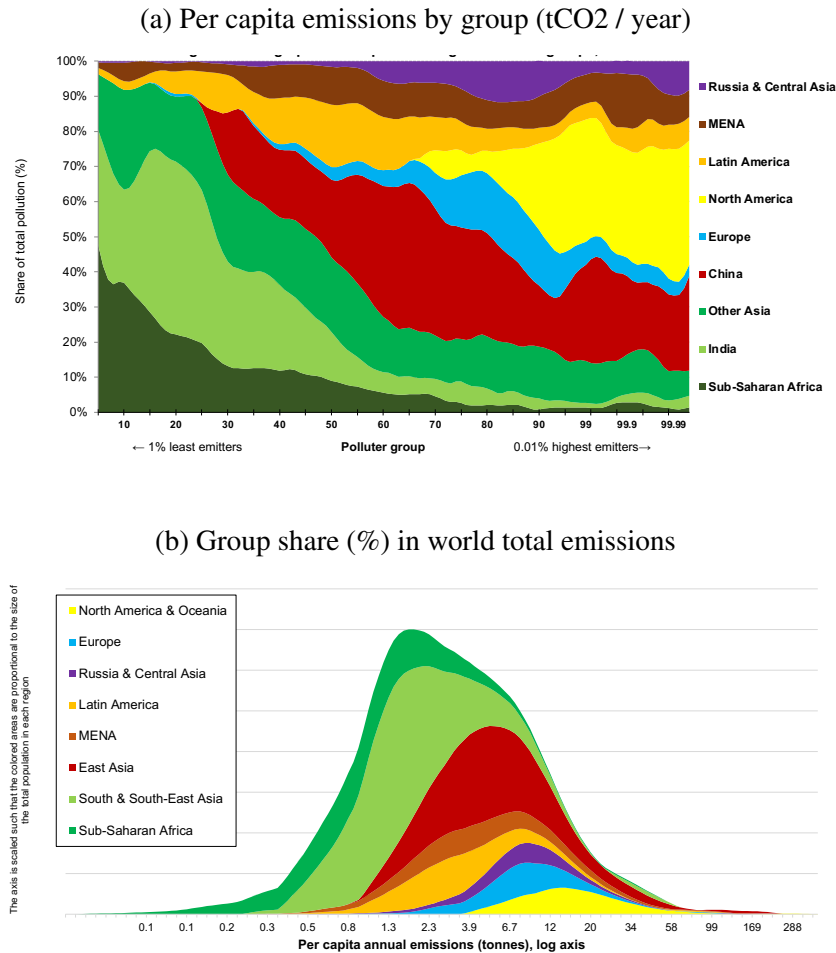 (a) Per capita emissions by group (tCO2 / year)
100%
90%
80%
70%
60%
50%
40%
30%
20%
10%
0%
Share of total pollution (%)
Russia & Central Asia
MENA
Latin America
North America
Europe
China
Other Asia
India
Sub-Saharan Africa
10 20 30 40 50 60 70 80 90 99 99.9 99.99
← 1% least emitters Polluter group 0.01% highest emitters→
(b) Group share (%) in world total emissions
The axis is scaled such that the colored areas are proportional to the size of
the total population in each region
North America & Oceania
Europe
Russia & Central Asia
Latin America
MENA
East Asia
South & South-East Asia
Sub-Saharan Africa
0.1 0.1 0.2 0.3 0.5 0.8 1.3 2.3 3.9 6.7 12 20 34 58 99 169 288
Per capita annual emissions (tonnes), log axis